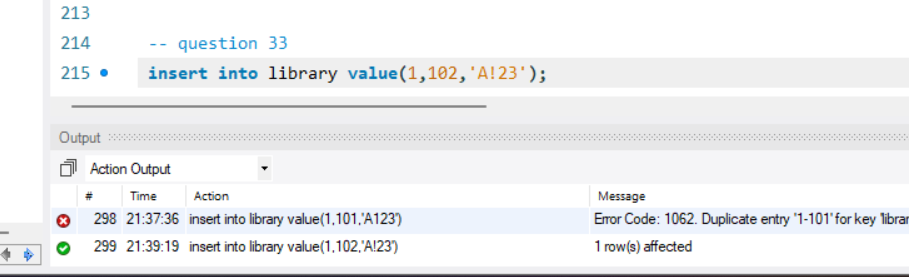 213
214 -- question 33
215 insert into library value(1,102,'A!23');
Output
Action Output
# Time Action Message
298 21:37:36 insert into library value(1,101,'A123') Error Code: 1062. Duplicate entry '1-101' for key 'librar
299 21:39:19 insert into library value(1,102,'A!23') 1 row(s) affected